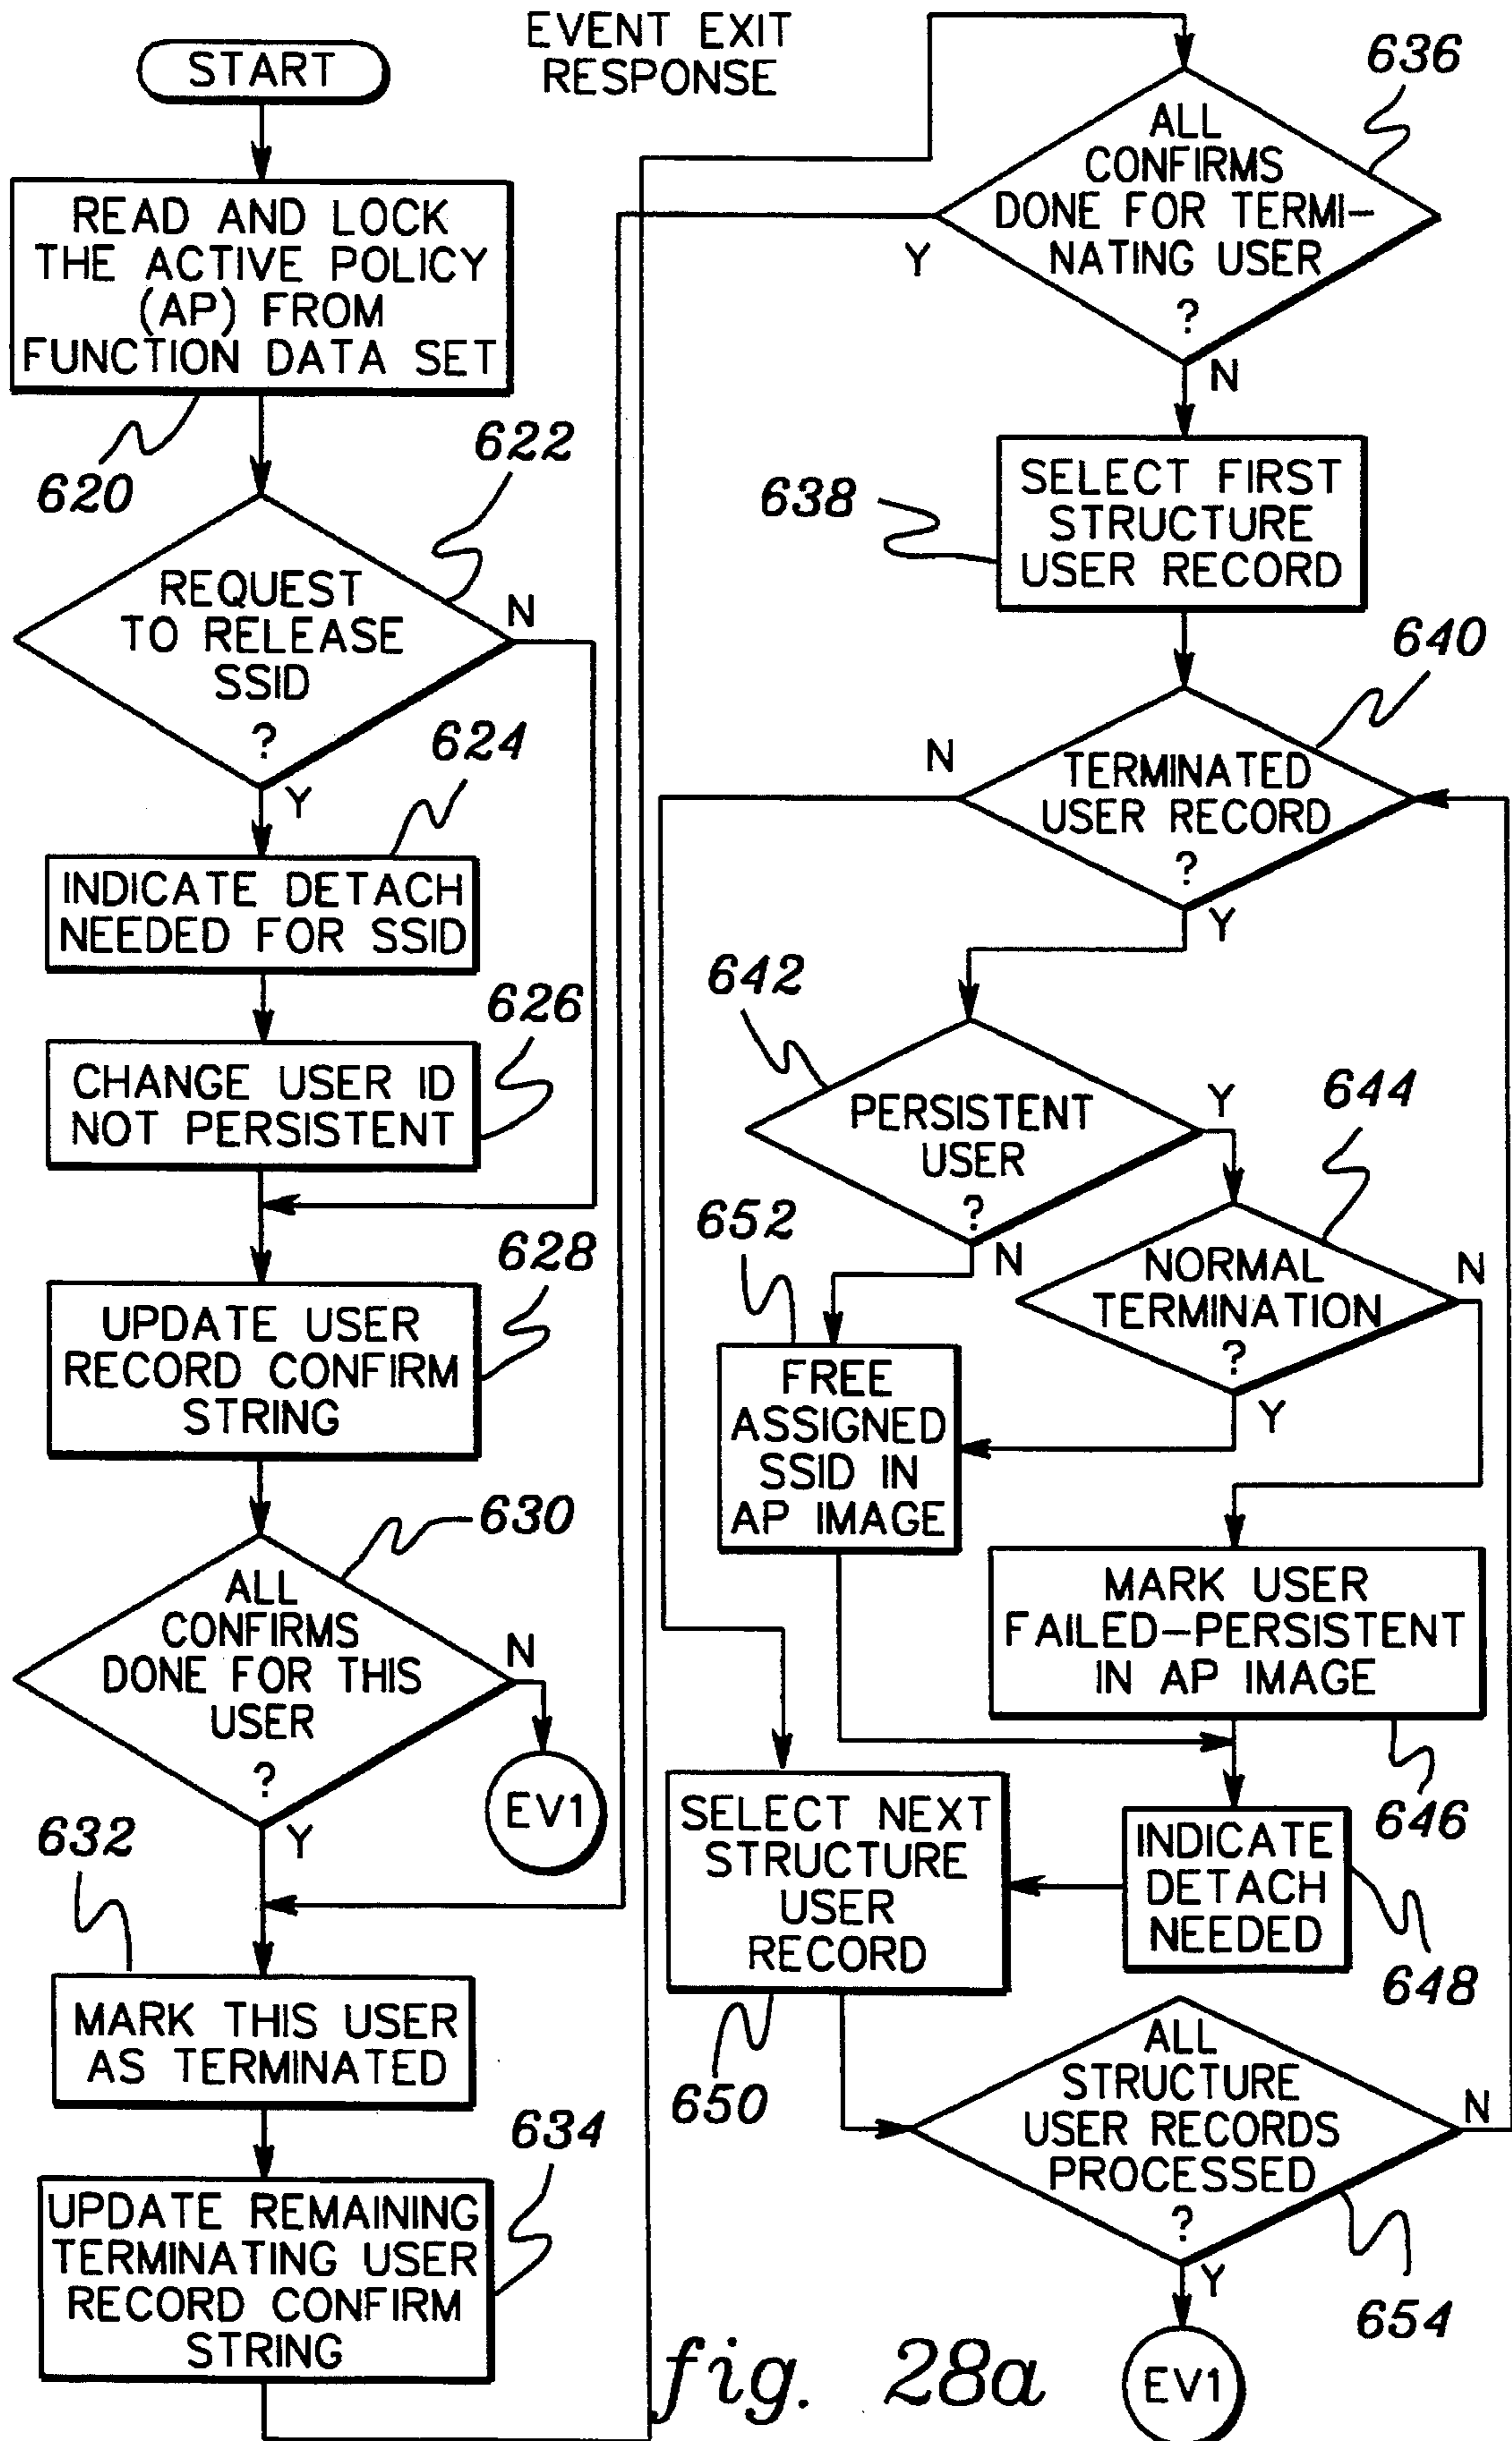 EVENT EXIT
RESPONSE
START
READ AND LOCK
THE ACTIVE POLICY
(AP) FROM
FUNCTION DATA SET
620
622
REQUEST
TO RELEASE
SSID
?
N
Y
624
INDICATE DETACH
NEEDED FOR SSID
626
CHANGE USER ID
NOT PERSISTENT
628
UPDATE USER
RECORD CONFIRM
STRING
630
ALL
CONFIRMS
DONE FOR THIS
USER
?
N
EV1
Y
632
MARK THIS USER
AS TERMINATED
634
UPDATE REMAINING
TERMINATING USER
RECORD CONFIRM
STRING
636
ALL
CONFIRMS
DONE FOR TERMI-
NATING USER
?
Y
N
638
SELECT FIRST
STRUCTURE
USER RECORD
640
N
TERMINATED
USER RECORD
?
Y
642
PERSISTENT
USER
?
Y
N
644
NORMAL
TERMINATION
?
N
Y
652
FREE
ASSIGNED
SSID IN
AP IMAGE
MARK USER
FAILED-PERSISTENT
IN AP IMAGE
646
SELECT NEXT
STRUCTURE
USER
RECORD
650
INDICATE
DETACH
NEEDED
648
ALL
STRUCTURE
USER RECORDS
PROCESSED
?
N
Y
654
EV1
fig. 28a